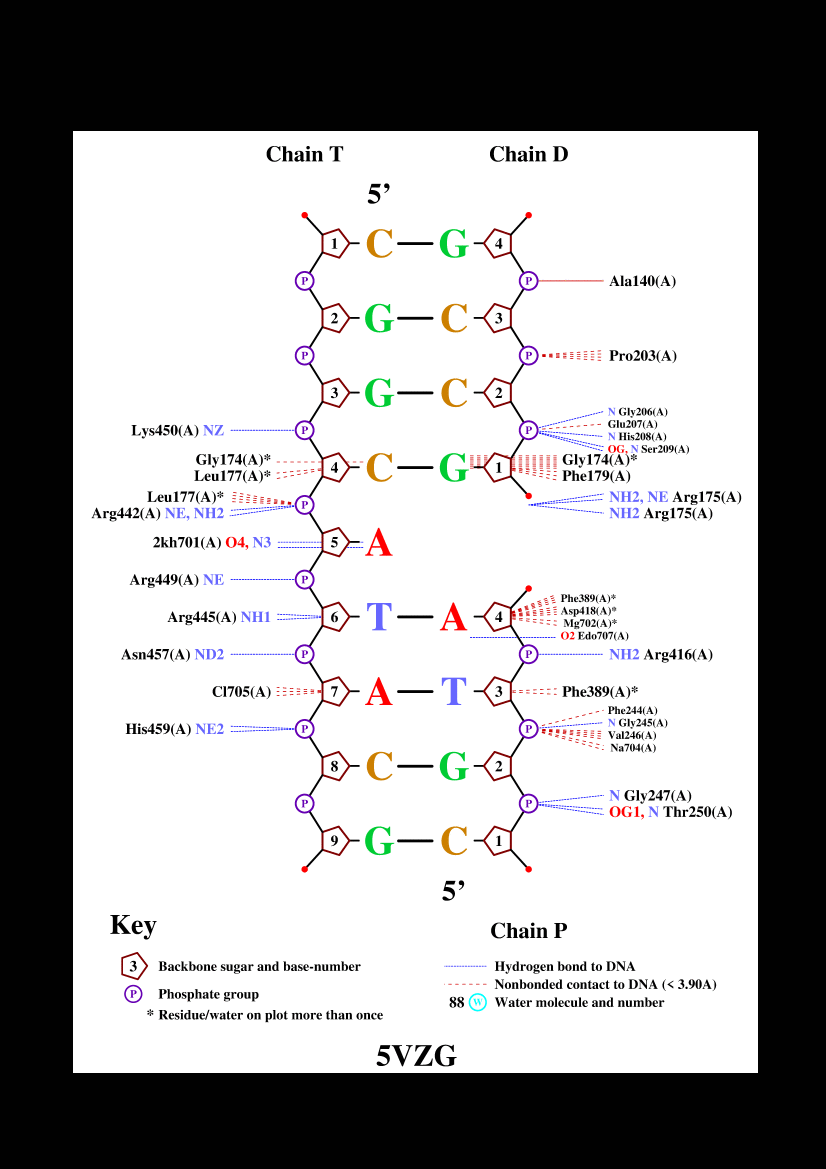 Chain T Chain D
5’
1 C G 4
P P Ala140(A)
2 G C 3
P P Pro203(A)
3 G C 2
N Gly206(A)
Glu207(A)
Lys450(A) NZ P P
N His208(A)
OG, N Ser209(A)
Gly174(A)* Gly174(A)*
4 C G 1
Leu177(A)* Phe179(A)
Leu177(A)* NH2, NE Arg175(A)
P
Arg442(A) NE, NH2 NH2 Arg175(A)
2kh701(A) O4, N3 5 A
Arg449(A) NE P
Phe389(A)*
Asp418(A)*
Arg445(A) NH1 6 T A 4
Mg702(A)*
O2 Edo707(A)
Asn457(A) ND2 P P NH2 Arg416(A)
Cl705(A) 7 A T 3 Phe389(A)*
Phe244(A)
N Gly245(A)
His459(A) NE2 P P
Val246(A)
Na704(A)
8 C G 2
N Gly247(A)
P P
OG1, N Thr250(A)
9 G C 1
5’
Key
Chain P
3 Backbone sugar and base-number
P Phosphate group
* Residue/water on plot more than once
Hydrogen bond to DNA
Nonbonded contact to DNA (< 3.90A)
88 W Water molecule and number
5VZG